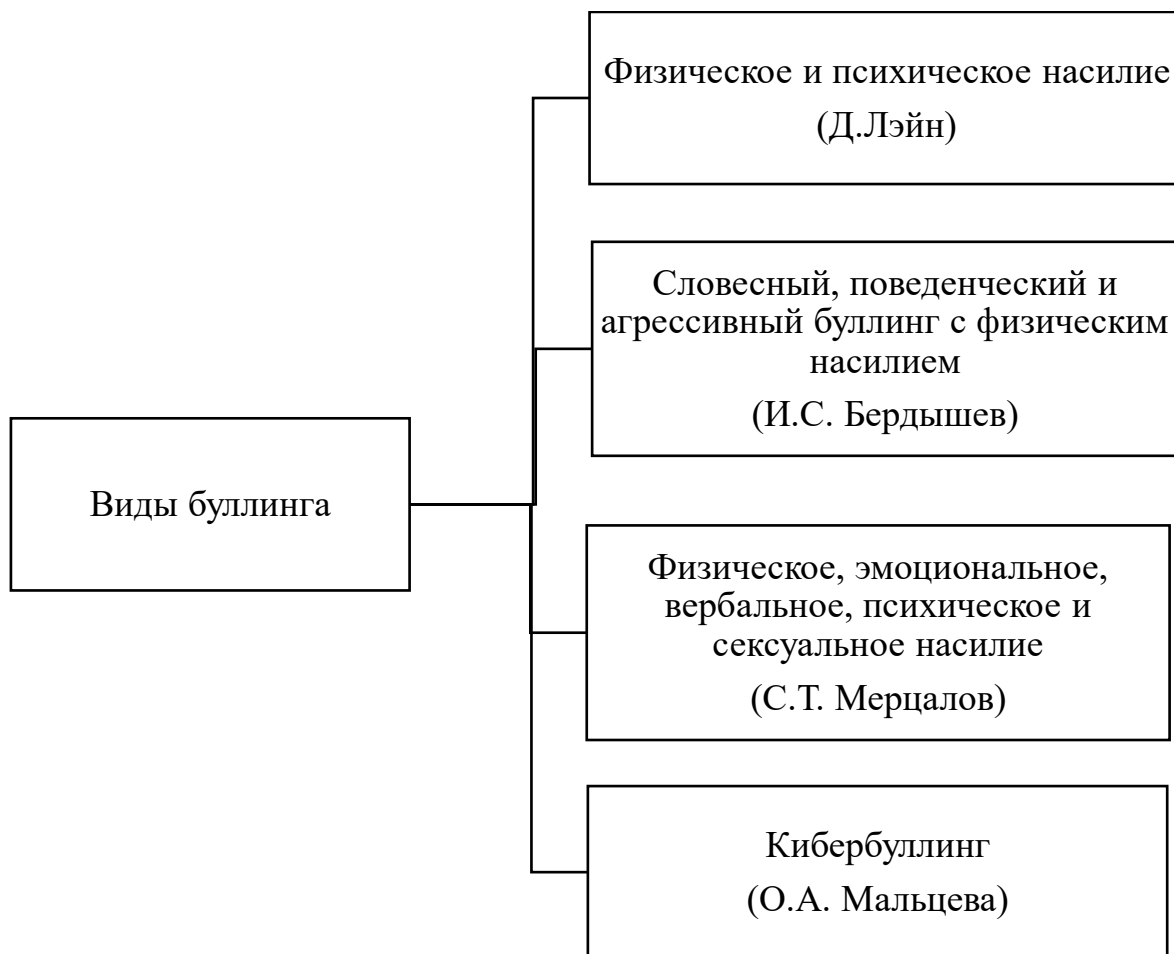 Физическое и психическое насилие
(Д.Лэйн)
Словесный, поведенческий и
агрессивный буллинг с физическим
насилием
(И.С. Бердышев)
Виды буллинга
Физическое, эмоциональное,
вербальное, психическое и
сексуальное насилие
(С.Т. Мерцалов)
Кибербуллинг
(О.А. Мальцева)